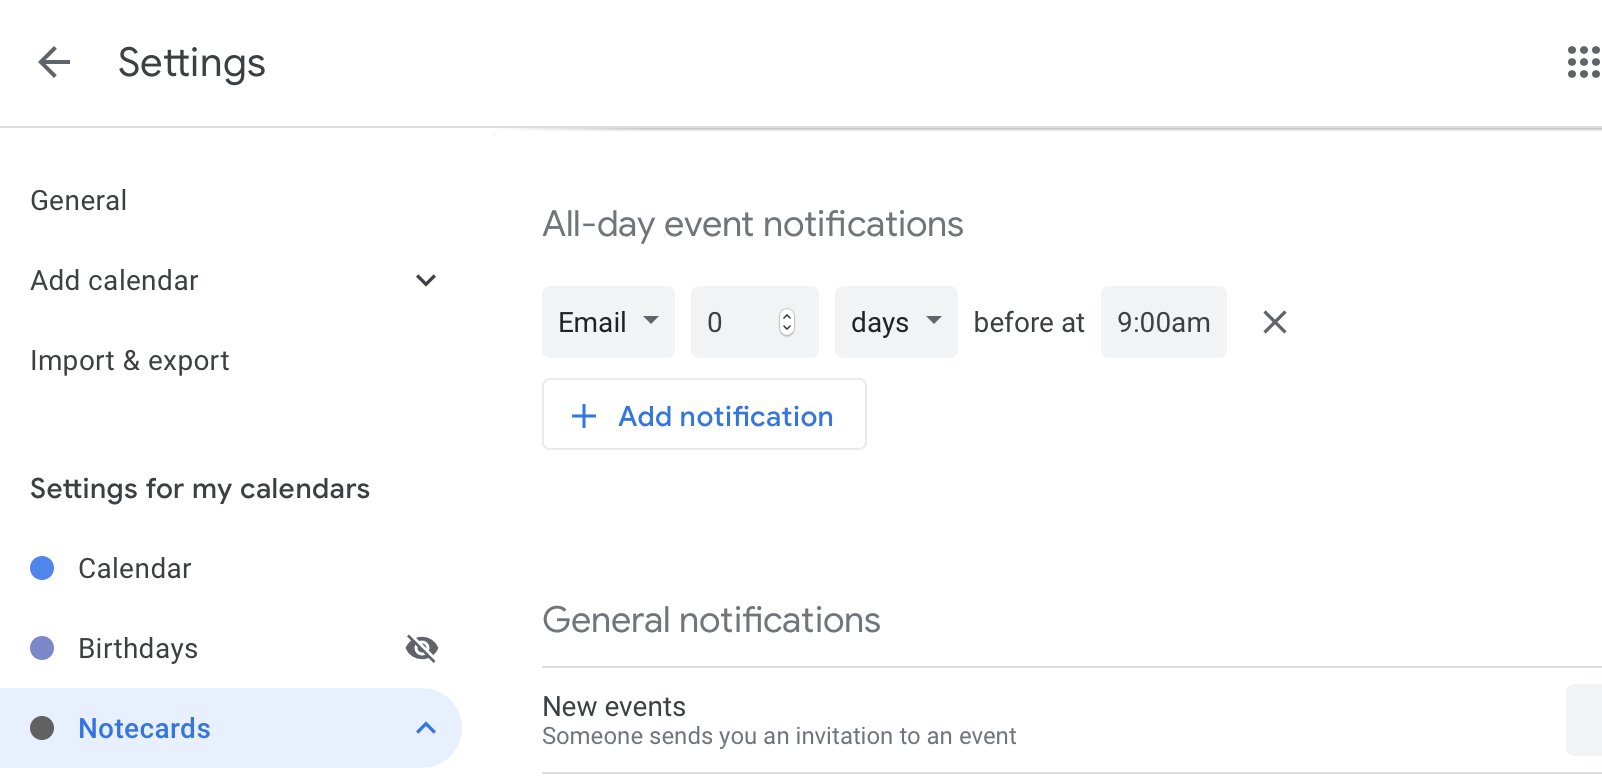 Settings
General
Add calendar
Import & export
Settings for my calendars
Calendar
Birthdays
Notecards
All-day event notifications
Email 0 days before at 9:00am
Add notification
General notifications
New events
Someone sends you an invitation to an event